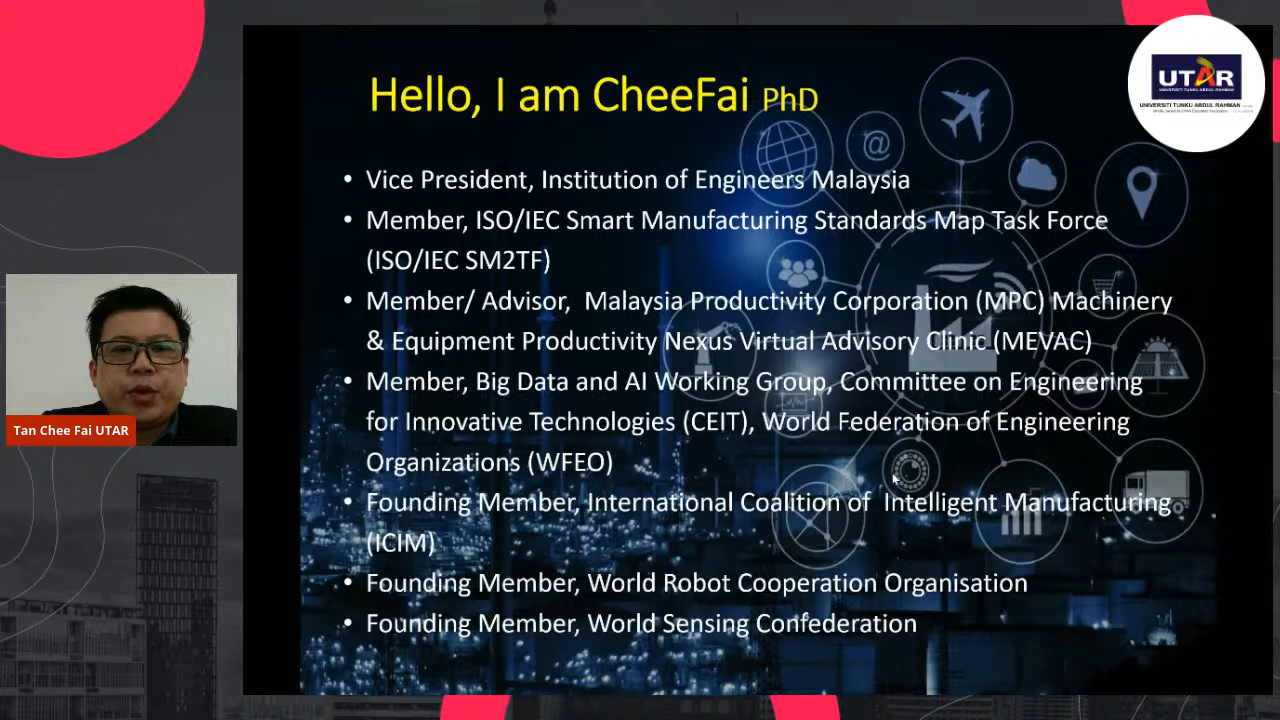 Hello, I am CheeFai PhD
UTAR
UNIVERSITI TUNKU ABDUL RAHMAN
UNIVERSITI TUNKU ABDUL RAHMAN
• Vice President, Institution of Engineers Malaysia
• Member, ISO/IEC Smart Manufacturing Standards Map Task Force
(ISO/IEC SM2TF)
• Member/ Advisor, Malaysia Productivity Corporation (MPC) Machinery
& Equipment Productivity Nexus Virtual Advisory Clinic (MEVAC)
• Member, Big Data and AI Working Group, Committee on Engineering
for Innovative Technologies (CEIT), World Federation of Engineering
Organizations (WFEO)
• Founding Member, International Coalition of Intelligent Manufacturing
(ICIM)
• Founding Member, World Robot Cooperation Organisation
• Founding Member, World Sensing Confederation
Tan Chee Fai UTAR